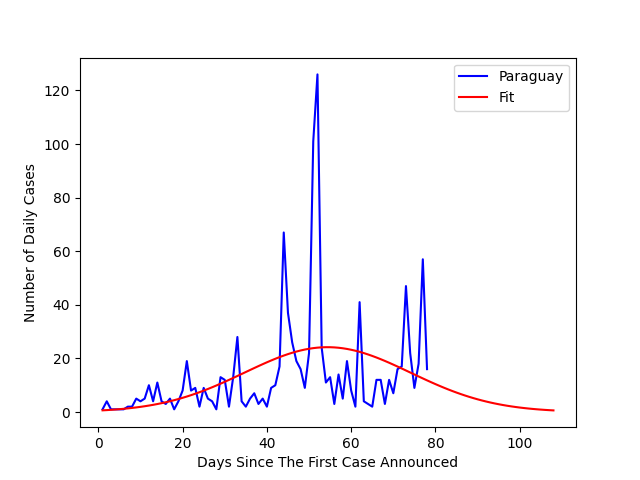 Paraguay
Fit
120
100
80
60
40
20
0
Number of Daily Cases
0 20 40 60 80 100
Days Since The First Case Announced